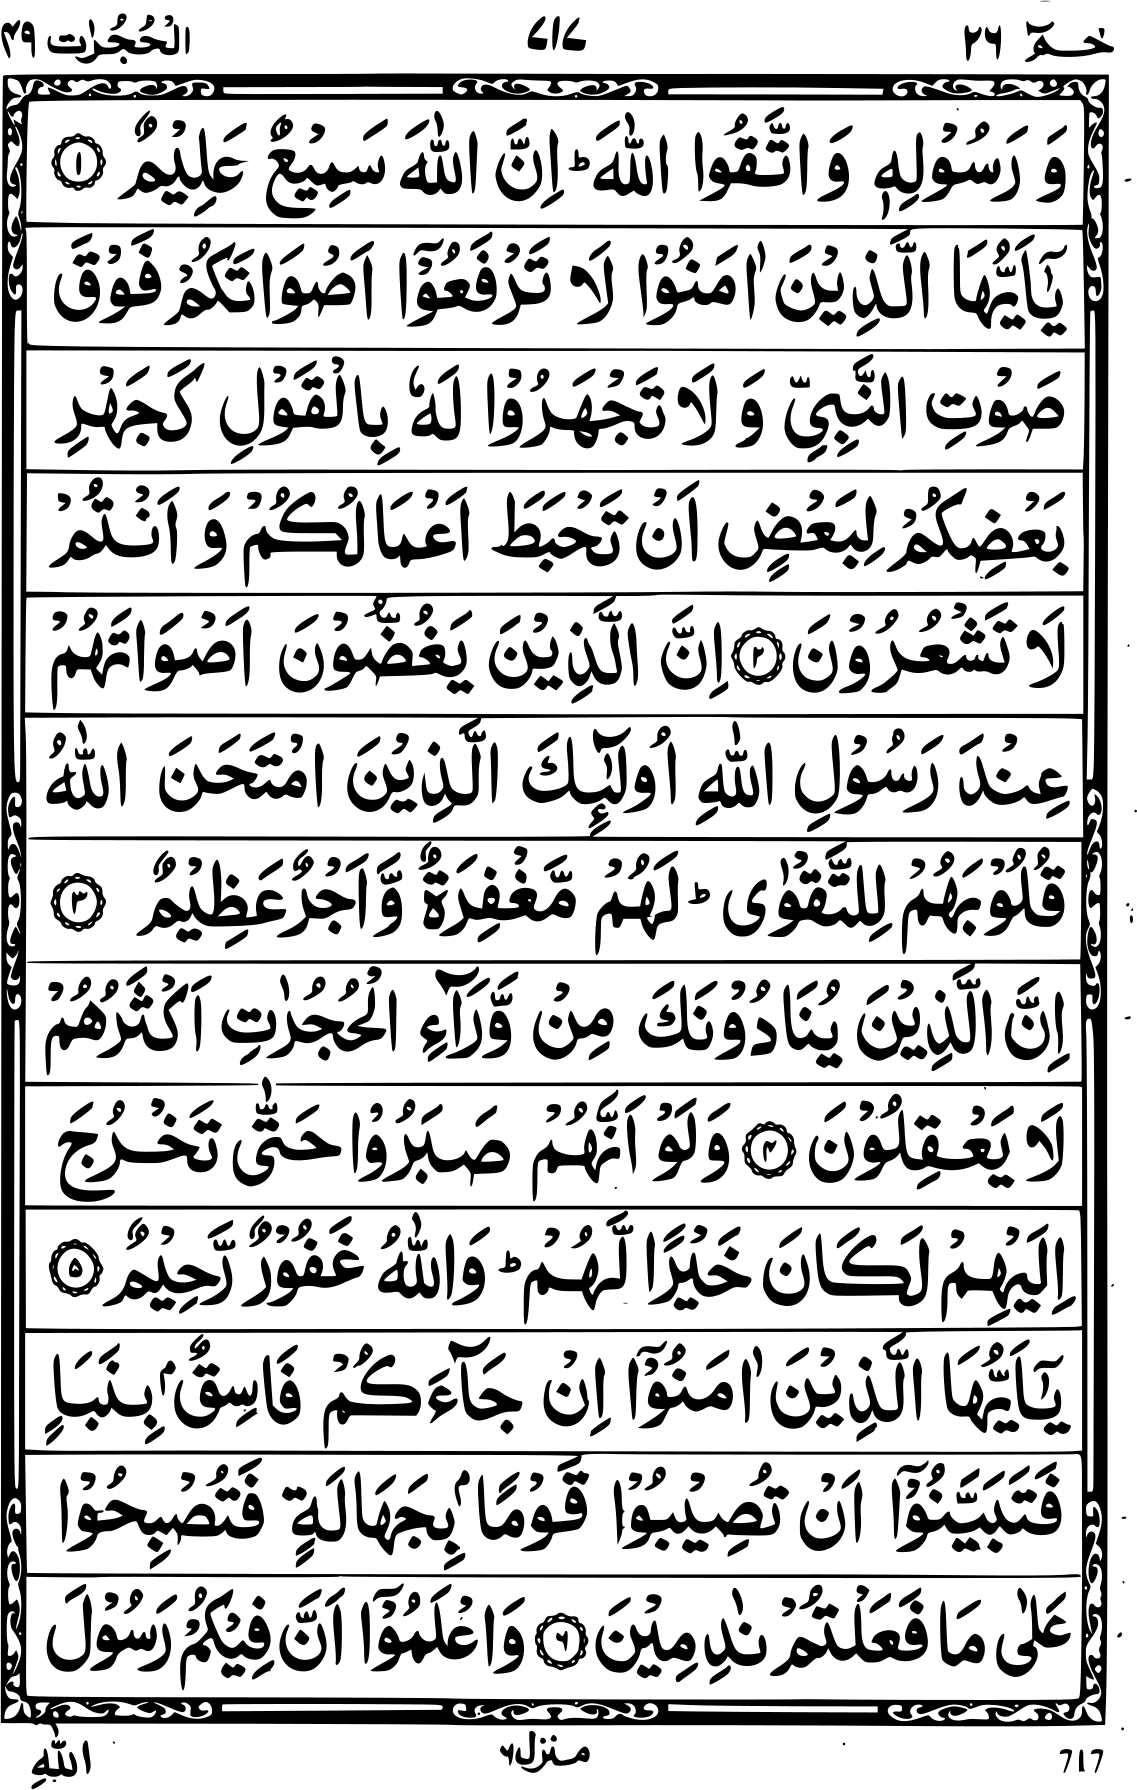 حٰمٓ ٢٦ ٧١٧ الْحُجُرٰت ٤٩
وَ رَسُوْلِهٖ وَ اتَّقُوا اللّٰهَ ؕ اِنَّ اللّٰهَ سَمِيْعٌ عَلِيْمٌ ۝١
يٰۤاَيُّهَا الَّذِيْنَ اٰمَنُوْا لَا تَرْفَعُوْۤا اَصْوَاتَكُمْ فَوْقَ
صَوْتِ النَّبِيِّ وَ لَا تَجْهَرُوْا لَهٗ بِالْقَوْلِ كَجَهْرِ
بَعْضِكُمْ لِبَعْضٍ اَنْ تَحْبَطَ اَعْمَالُكُمْ وَ اَنْتُمْ
لَا تَشْعُرُوْنَ ۝٢ اِنَّ الَّذِيْنَ يَغُضُّوْنَ اَصْوَاتَهُمْ
عِنْدَ رَسُوْلِ اللّٰهِ اُولٰٓئِكَ الَّذِيْنَ امْتَحَنَ اللّٰهُ
قُلُوْبَهُمْ لِلتَّقْوٰى ؕ لَهُمْ مَّغْفِرَةٌ وَّاَجْرٌ عَظِيْمٌ ۝٣
اِنَّ الَّذِيْنَ يُنَادُوْنَكَ مِنْ وَّرَآءِ الْحُجُرٰتِ اَكْثَرُهُمْ
لَا يَعْقِلُوْنَ ۝٤ وَلَوْ اَنَّهُمْ صَبَرُوْا حَتّٰى تَخْرُجَ
اِلَيْهِمْ لَكَانَ خَيْرًا لَّهُمْ ؕ وَاللّٰهُ غَفُوْرٌ رَّحِيْمٌ ۝٥
يٰۤاَيُّهَا الَّذِيْنَ اٰمَنُوْۤا اِنْ جَآءَكُمْ فَاسِقٌۢ بِنَبَاٍ
فَتَبَيَّنُوْۤا اَنْ تُصِيْبُوْا قَوْمًۢا بِجَهَالَةٍ فَتُصْبِحُوْا
عَلٰى مَا فَعَلْتُمْ نٰدِمِيْنَ ۝٦ وَاعْلَمُوْۤا اَنَّ فِيْكُمْ رَسُوْلَ
717 منزل٦ اللّٰهِ